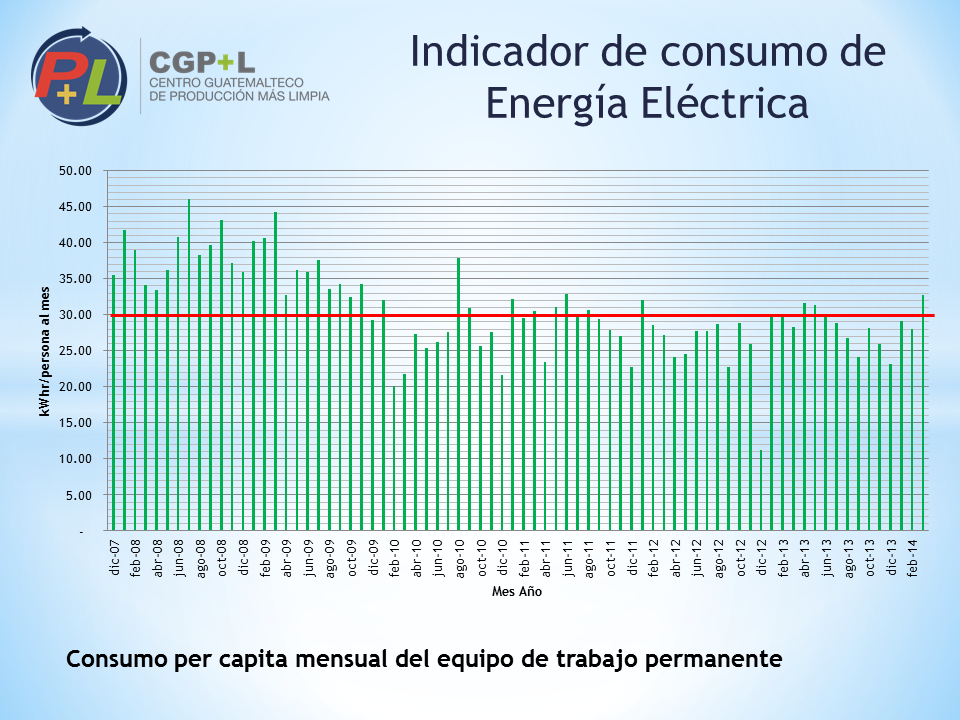 P+L
CGP+L
CENTRO GUATEMALTECO
DE PRODUCCIÓN MÁS LIMPIA
Indicador de consumo de
Energía Eléctrica
50.00
45.00
40.00
35.00
30.00
25.00
20.00
15.00
10.00
5.00
-
kWhr/persona al mes
dic-07
feb-08
abr-08
jun-08
ago-08
oct-08
dic-08
feb-09
abr-09
jun-09
ago-09
oct-09
dic-09
feb-10
abr-10
jun-10
ago-10
oct-10
dic-10
feb-11
abr-11
jun-11
ago-11
oct-11
dic-11
feb-12
abr-12
jun-12
ago-12
oct-12
dic-12
feb-13
abr-13
jun-13
ago-13
oct-13
dic-13
feb-14
Mes Año
Consumo per capita mensual del equipo de trabajo permanente